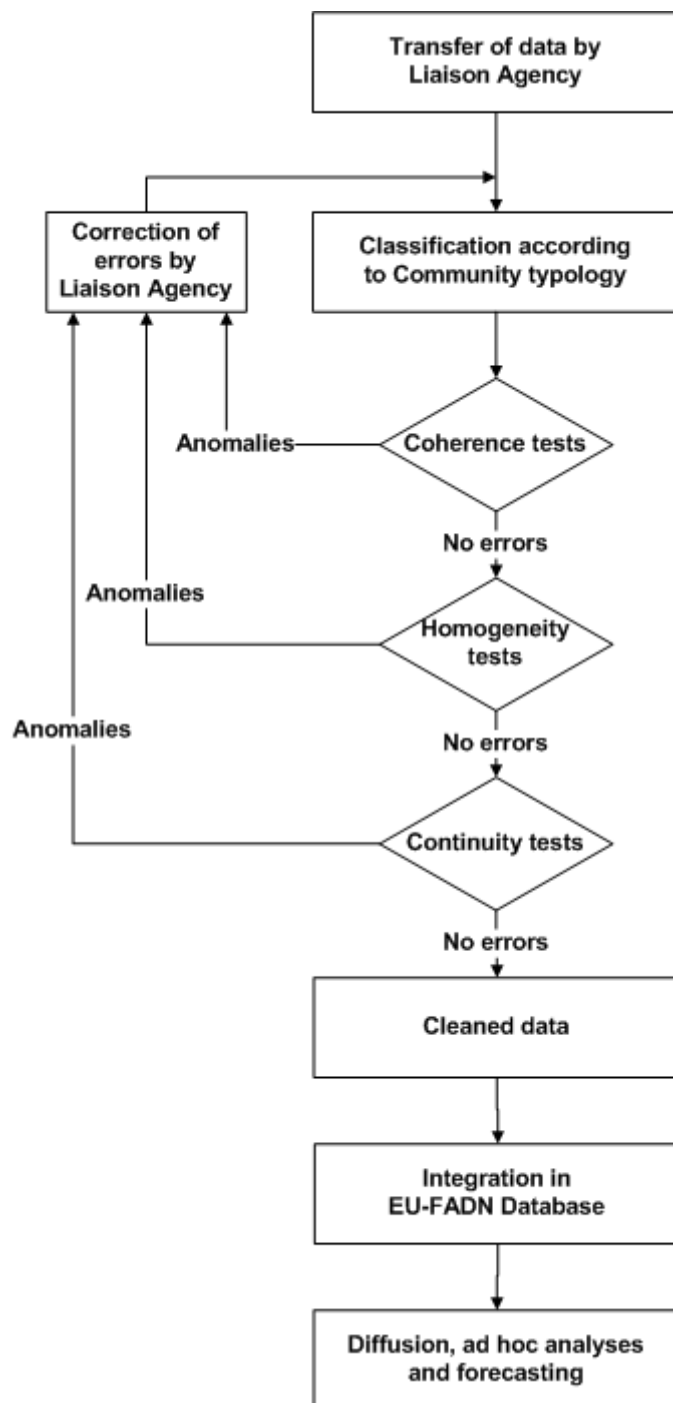 Transfer of data by
Liaison Agency
Correction of
errors by
Liaison Agency
Classification according
to Community typology
Anomalies
Coherence tests
No errors
Anomalies
Homogeneity
tests
No errors
Anomalies
Continuity tests
No errors
Cleaned data
Integration in
EU-FADN Database
Diffusion, ad hoc analyses
and forecasting